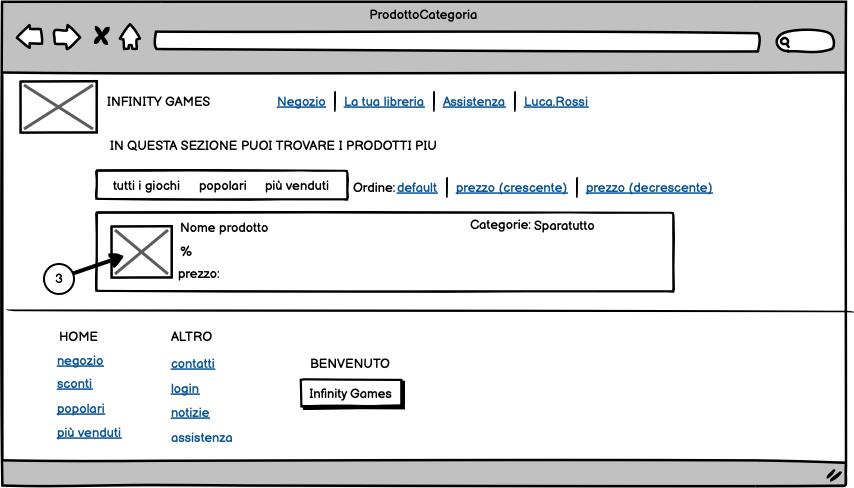 ProdottoCategoria
INFINITY GAMES
Negozio La tua libreria Assistenza Luca.Rossi
IN QUESTA SEZIONE PUOI TROVARE I PRODOTTI PIU
tutti i giochi popolari più venduti
Ordine: default prezzo (crescente) prezzo (decrescente)
Nome prodotto
Categorie: Sparatutto
%
prezzo:
3
HOME
negozio
sconti
popolari
più venduti
ALTRO
contatti
login
notizie
assistenza
BENVENUTO
Infinity Games